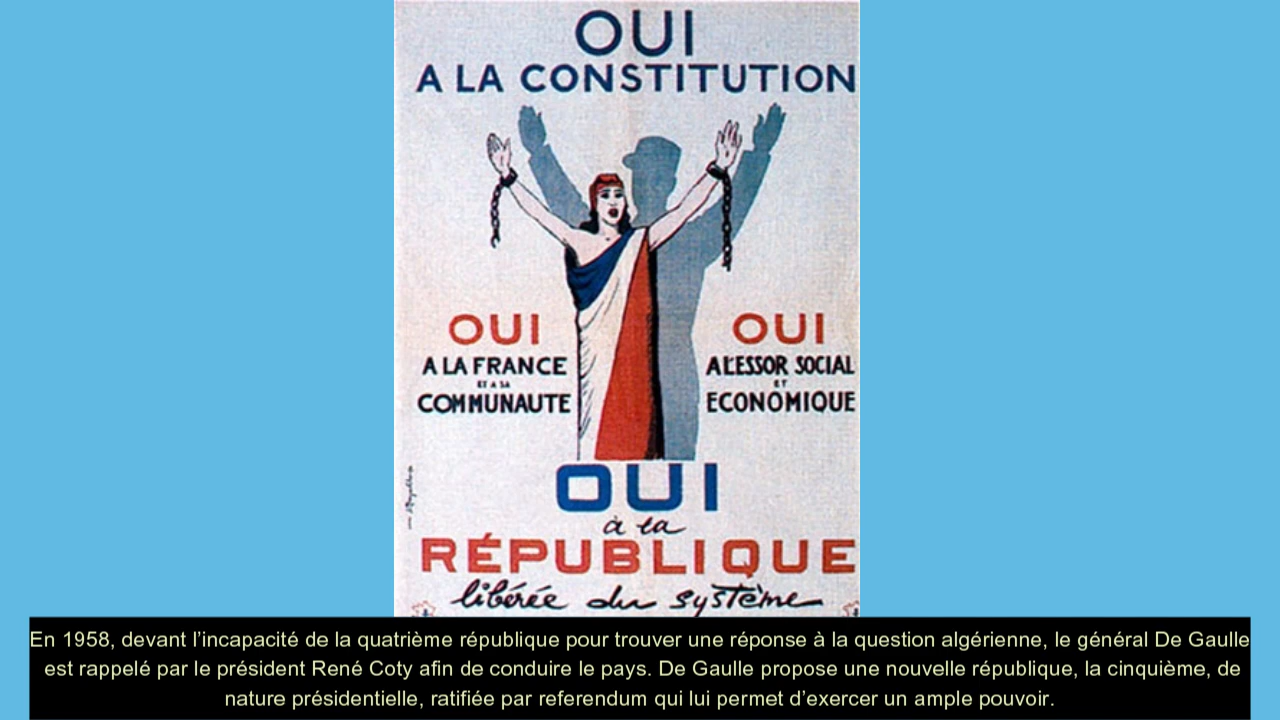 OUI
A LA CONSTITUTION
OUI
A LA FRANCE
ET A SA
COMMUNAUTE
OUI
A L'ESSOR SOCIAL
ET
ECONOMIQUE
OUI
à la
RÉPUBLIQUE
libérée du système
En 1958, devant l’incapacité de la quatrième république pour trouver une réponse à la question algérienne, le général De Gaulle
est rappelé par le président René Coty afin de conduire le pays. De Gaulle propose une nouvelle république, la cinquième, de
nature présidentielle, ratifiée par referendum qui lui permet d’exercer un ample pouvoir.